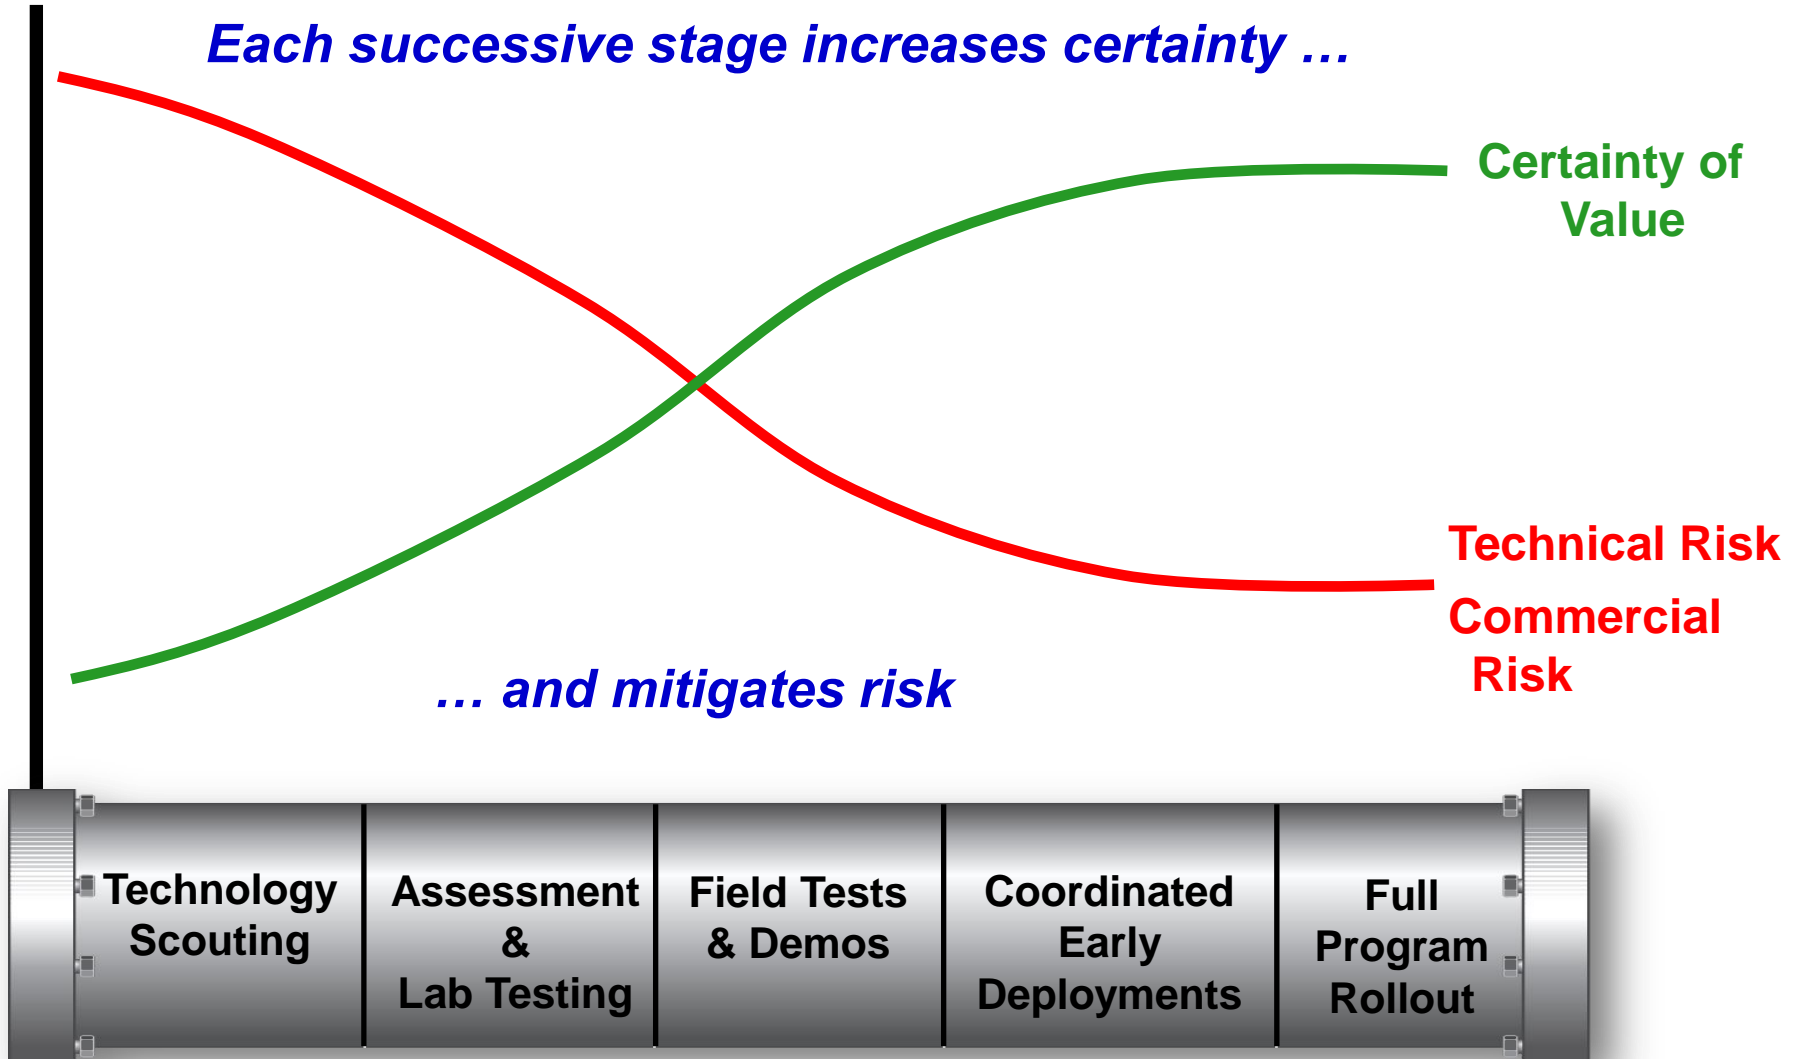 Each successive stage increases certainty …
Certainty of
Value
Technical Risk
Commercial
Risk
… and mitigates risk
Technology
Scouting
Assessment
&
Lab Testing
Field Tests
& Demos
Coordinated
Early
Deployments
Full
Program
Rollout